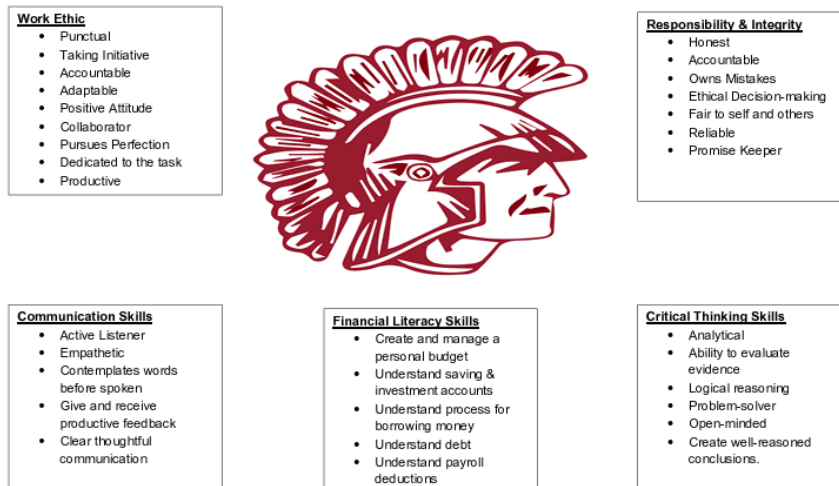 Work Ethic
• Punctual
• Taking Initiative
• Accountable
• Adaptable
• Positive Attitude
• Collaborator
• Pursues Perfection
• Dedicated to the task
• Productive
Responsibility & Integrity
• Honest
• Accountable
• Owns Mistakes
• Ethical Decision-making
• Fair to self and others
• Reliable
• Promise Keeper
Communication Skills
• Active Listener
• Empathetic
• Contemplates words
before spoken
• Give and receive
productive feedback
• Clear thoughtful
communication
Financial Literacy Skills
• Create and manage a
personal budget
• Understand saving &
investment accounts
• Understand process for
borrowing money
• Understand debt
• Understand payroll
deductions
Critical Thinking Skills
• Analytical
• Ability to evaluate
evidence
• Logical reasoning
• Problem-solver
• Open-minded
• Create well-reasoned
conclusions.